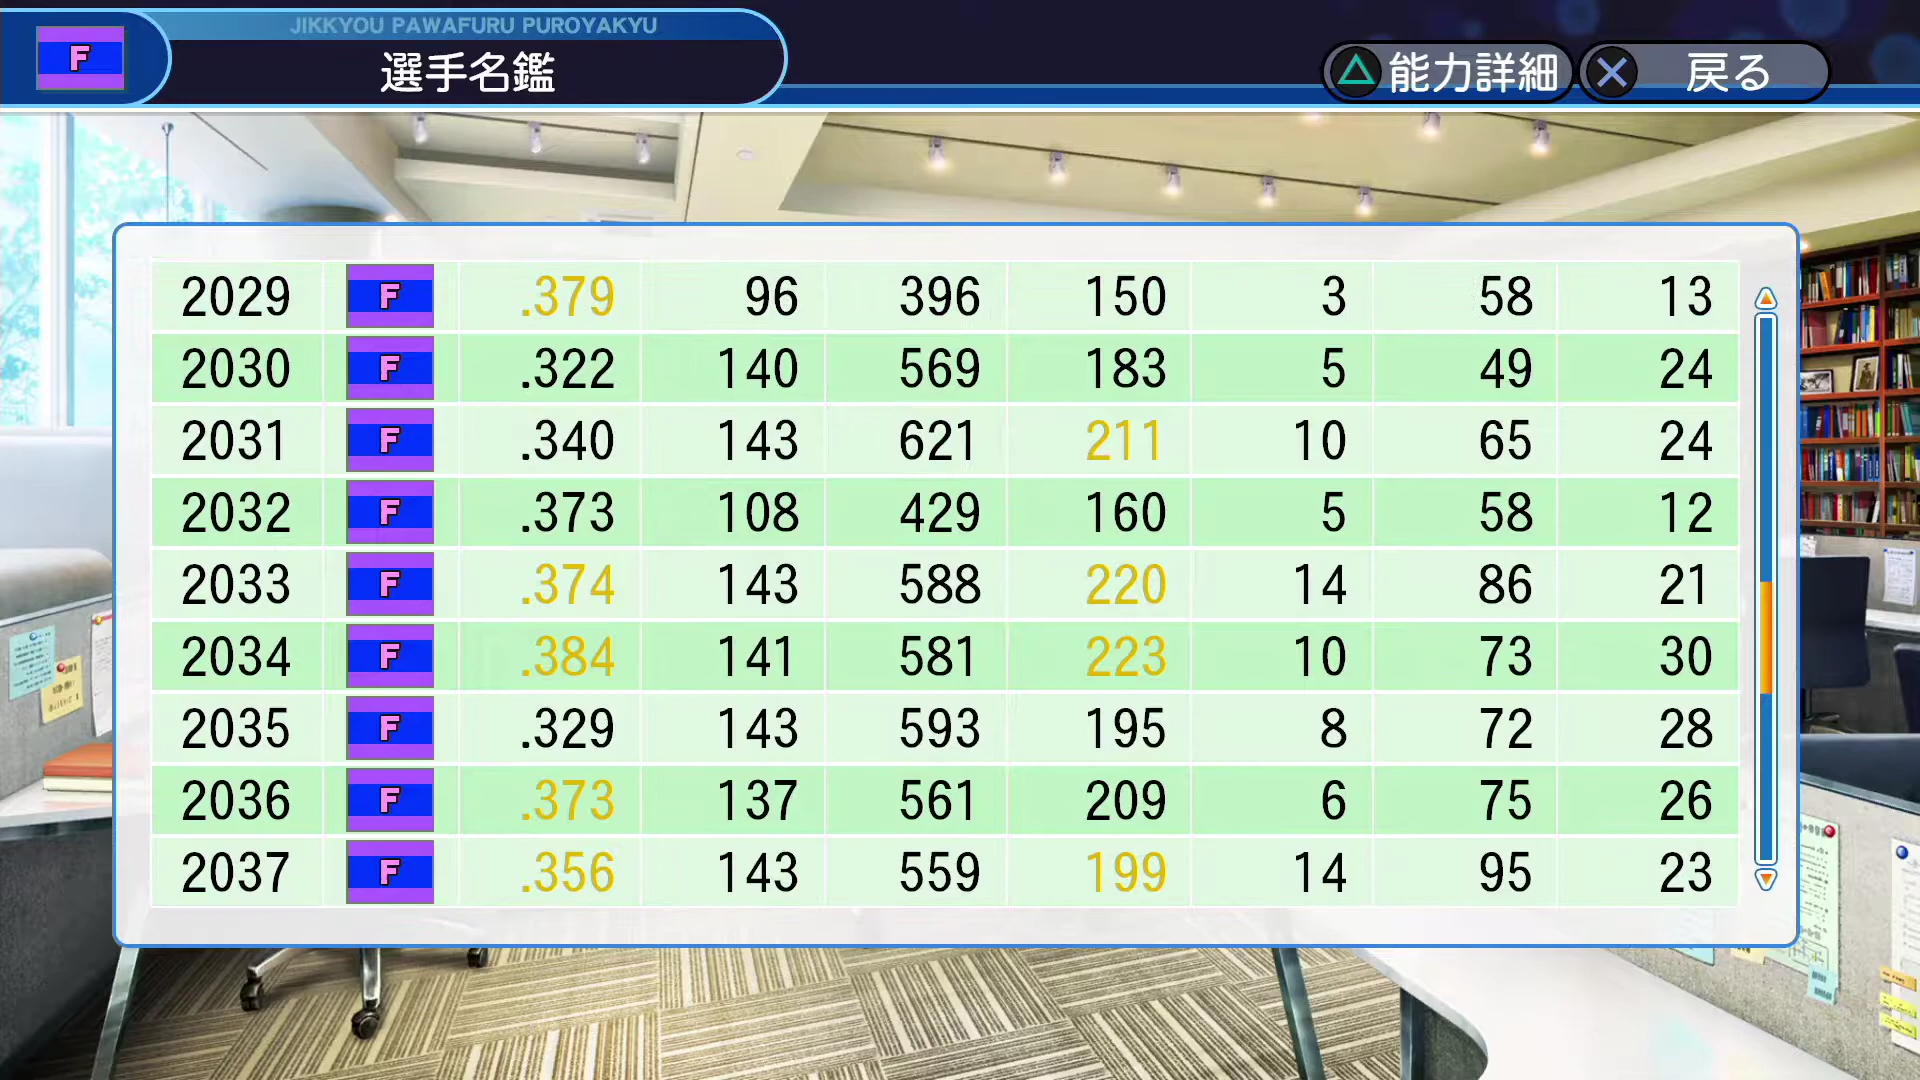 JIKKYOU PAWAFURU PUROYAKYU
F 選手名鑑 能力詳細 戻る
2029 F .379 96 396 150 3 58 13
2030 F .322 140 569 183 5 49 24
2031 F .340 143 621 211 10 65 24
2032 F .373 108 429 160 5 58 12
2033 F .374 143 588 220 14 86 21
2034 F .384 141 581 223 10 73 30
2035 F .329 143 593 195 8 72 28
2036 F .373 137 561 209 6 75 26
2037 F .356 143 559 199 14 95 23